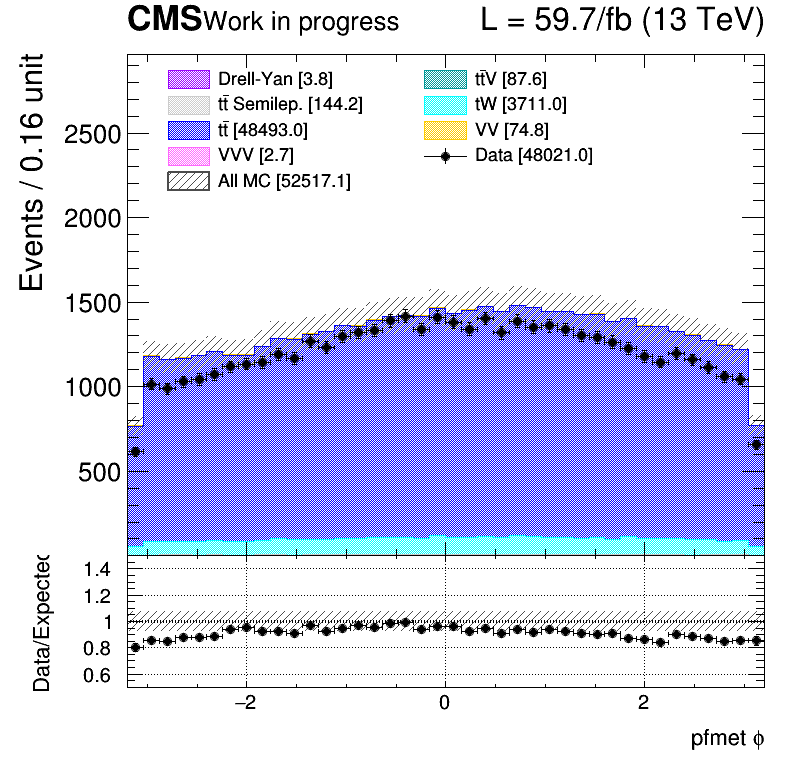 CMS Work in progress L = 59.7/fb (13 TeV)
Drell-Yan [3.8]
tt̄ Semilep. [144.2]
tt̄ [48493.0]
VVV [2.7]
All MC [52517.1]
tt̄V [87.6]
tW [3711.0]
VV [74.8]
Data [48021.0]
Events / 0.16 unit
2500
2000
1500
1000
500
Data/Expected
1.4
1.2
1
0.8
0.6
−2 0 2
pfmet ϕ